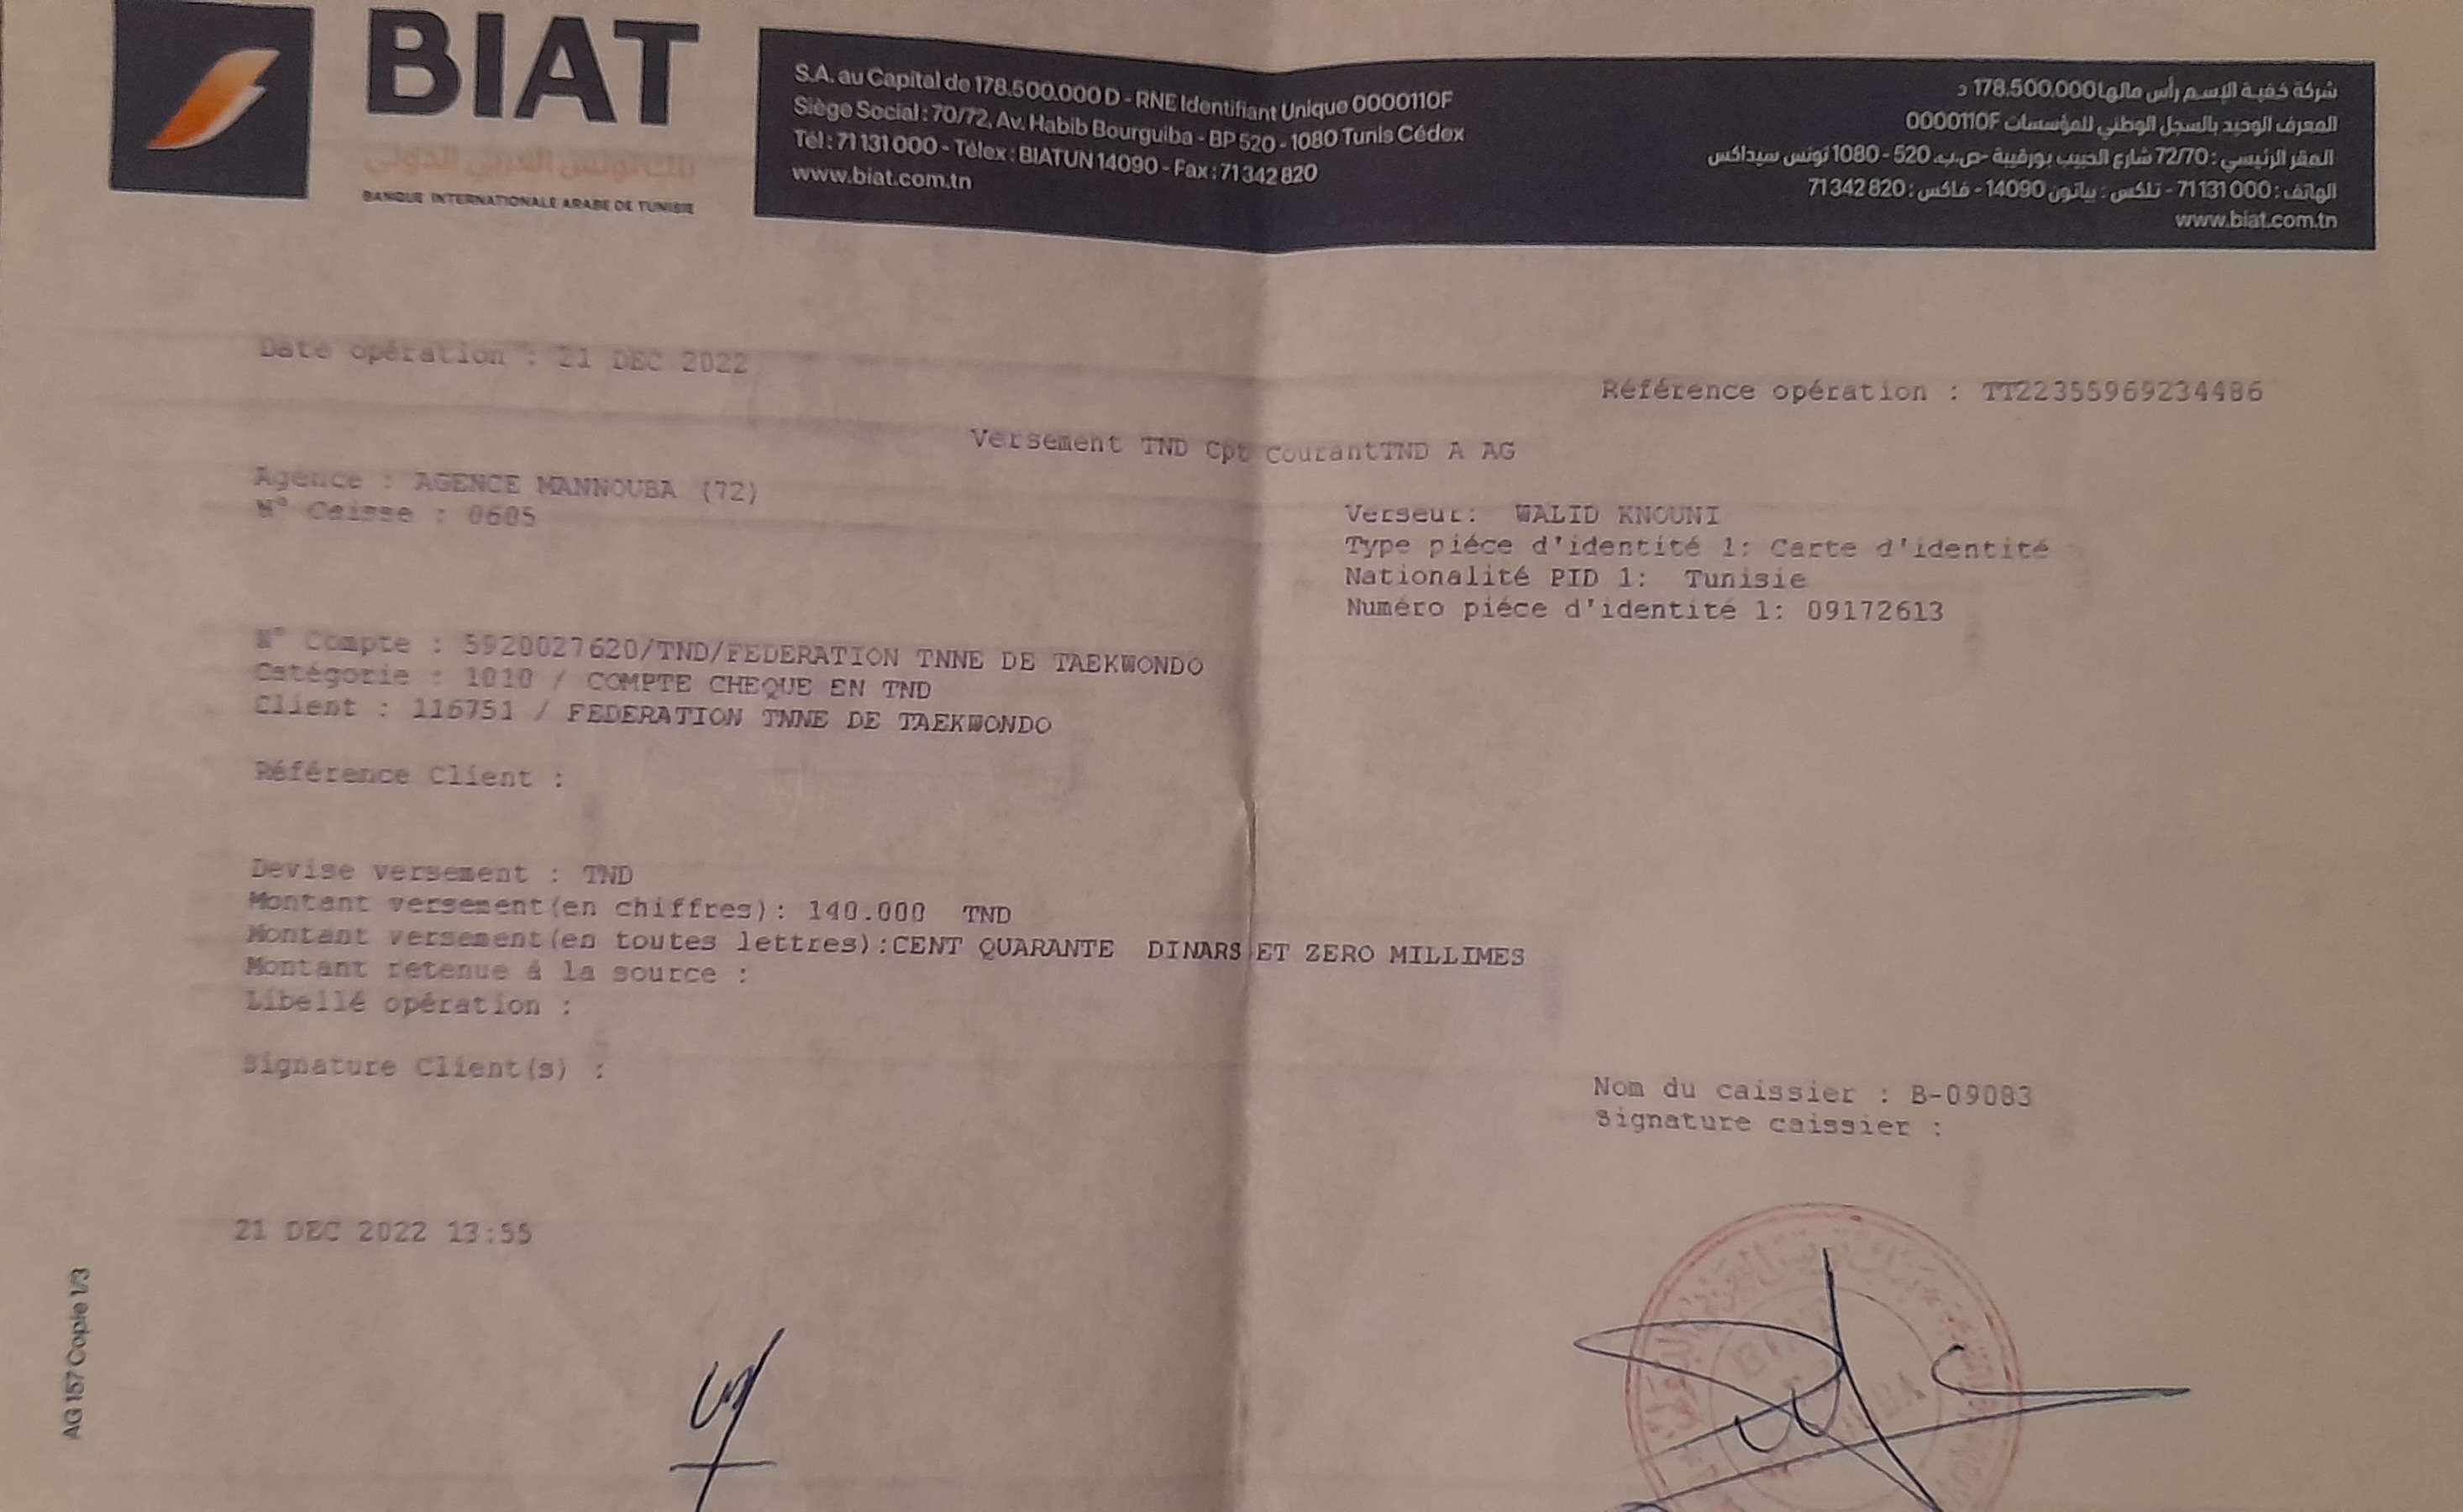 BIAT
بنك تونس العربي الدولي
BANQUE INTERNATIONALE ARABE DE TUNISIE
S.A. au Capital de 178.500.000 D - RNE Identifiant Unique 0000110F
Siège Social : 70/72, Av. Habib Bourguiba - BP 520 - 1080 Tunis Cédex
Tél : 71 131 000 - Télex : BIATUN 14090 - Fax : 71 342 820
www.biat.com.tn
شركة خفية الإسم رأس مالها 178.500.000 د
المعرف الوحيد بالسجل الوطني للمؤسسات 0000110F
المقر الرئيسي : 72/70 شارع الحبيب بورقيبة -ص.ب. 520 - 1080 تونس سيداكس
الهاتف : 71 131 000 - تلكس : بياتون 14090 - فاكس : 71 342 820
www.biat.com.tn
Date opération : 21 DEC 2022
Référence opération : TT22355969234486
Versement TND Cpt CourantTND A AG
Agence : AGENCE MANNOUBA (72)
N° Caisse : 0605
Verseur: WALID KNOUNI
Type piéce d'identité 1: Carte d'identité
Nationalité PID 1: Tunisie
Numéro piéce d'identité 1: 09172613
N° Compte : 5920027620/TND/FEDERATION TNNE DE TAEKWONDO
Catégorie : 1010 / COMPTE CHEQUE EN TND
Client : 116751 / FEDERATION TNNE DE TAEKWONDO
Référence Client :
Devise versement : TND
Montant versement(en chiffres): 140.000 TND
Montant versement(en toutes lettres):CENT QUARANTE DINARS ET ZERO MILLIMES
Montant retenue á la source :
Libellé opération :
Signature Client(s) :
Nom du caissier : B-09083
Signature caissier :
21 DEC 2022 13:55
AG 157 Copie 1/3